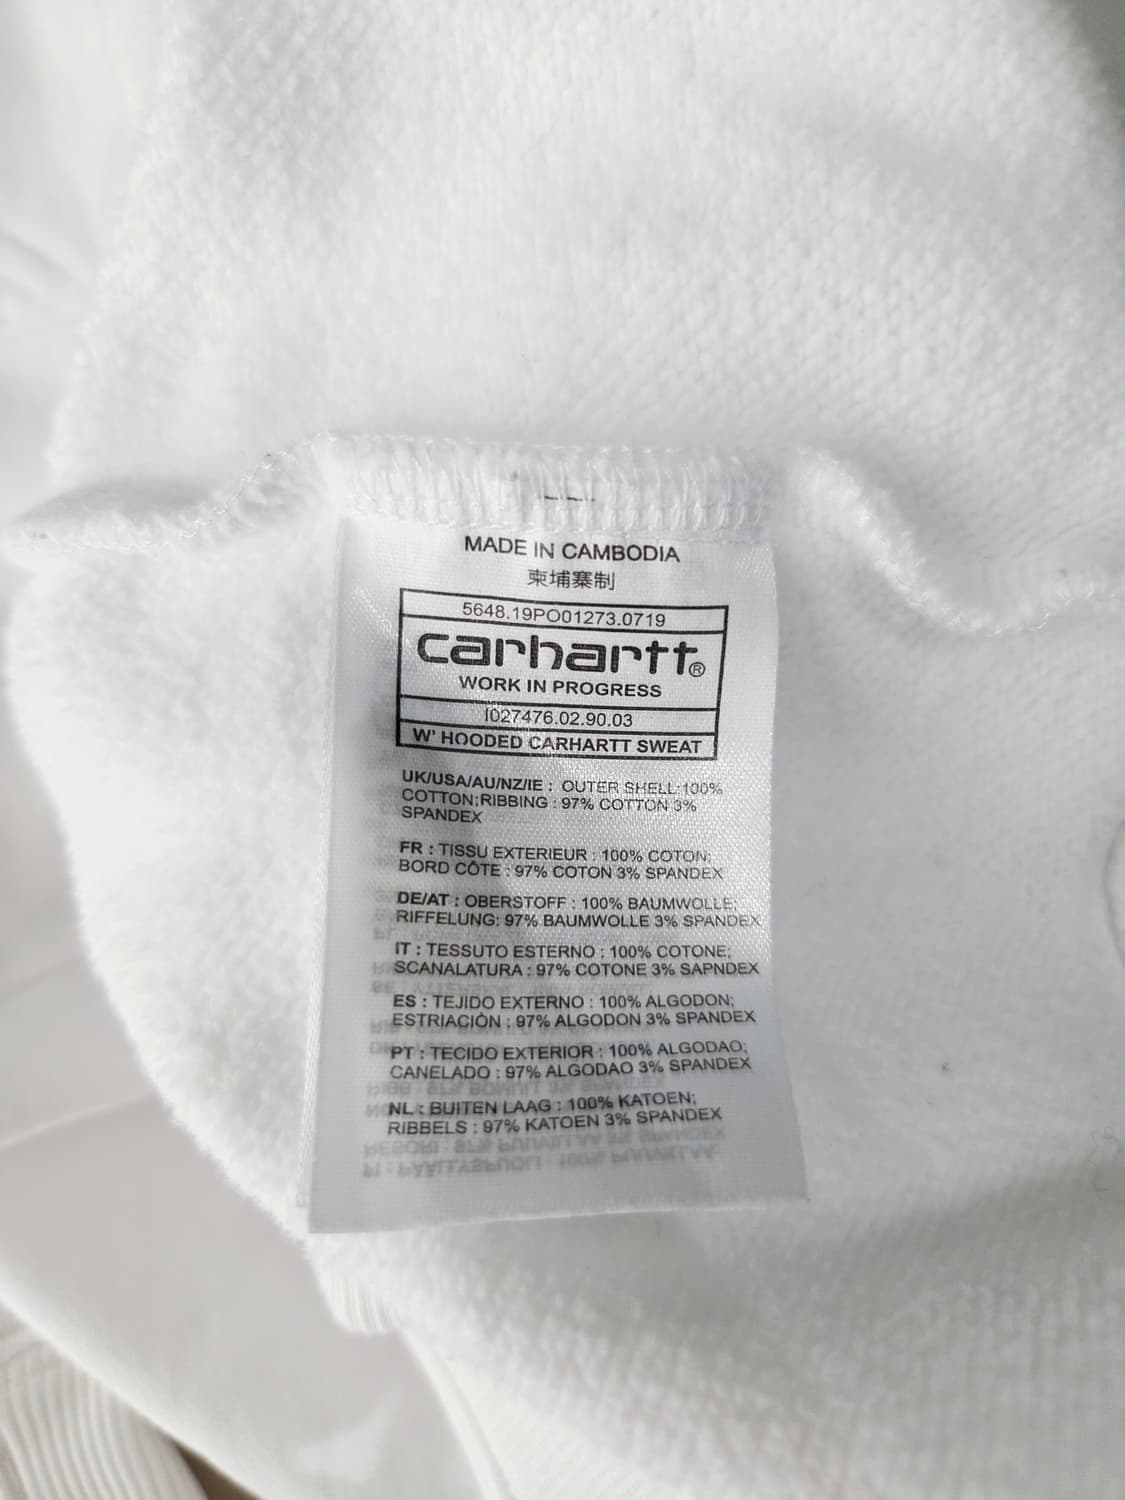 MADE IN CAMBODIA
柬埔寨制
5648.19PO01273.0719
carhartt®
WORK IN PROGRESS
I027476.02.90.03
W' HOODED CARHARTT SWEAT
UK/USA/AU/NZ/IE : OUTER SHELL:100%
COTTON;RIBBING : 97% COTTON 3%
SPANDEX
FR : TISSU EXTERIEUR : 100% COTON;
BORD CÔTE : 97% COTON 3% SPANDEX
DE/AT : OBERSTOFF : 100% BAUMWOLLE;
RIFFELUNG: 97% BAUMWOLLE 3% SPANDEX
IT : TESSUTO ESTERNO : 100% COTONE;
SCANALATURA : 97% COTONE 3% SAPNDEX
ES : TEJIDO EXTERNO : 100% ALGODON;
ESTRIACIÓN : 97% ALGODON 3% SPANDEX
PT : TECIDO EXTERIOR : 100% ALGODAO;
CANELADO : 97% ALGODAO 3% SPANDEX
NL : BUITEN LAAG : 100% KATOEN;
RIBBELS : 97% KATOEN 3% SPANDEX